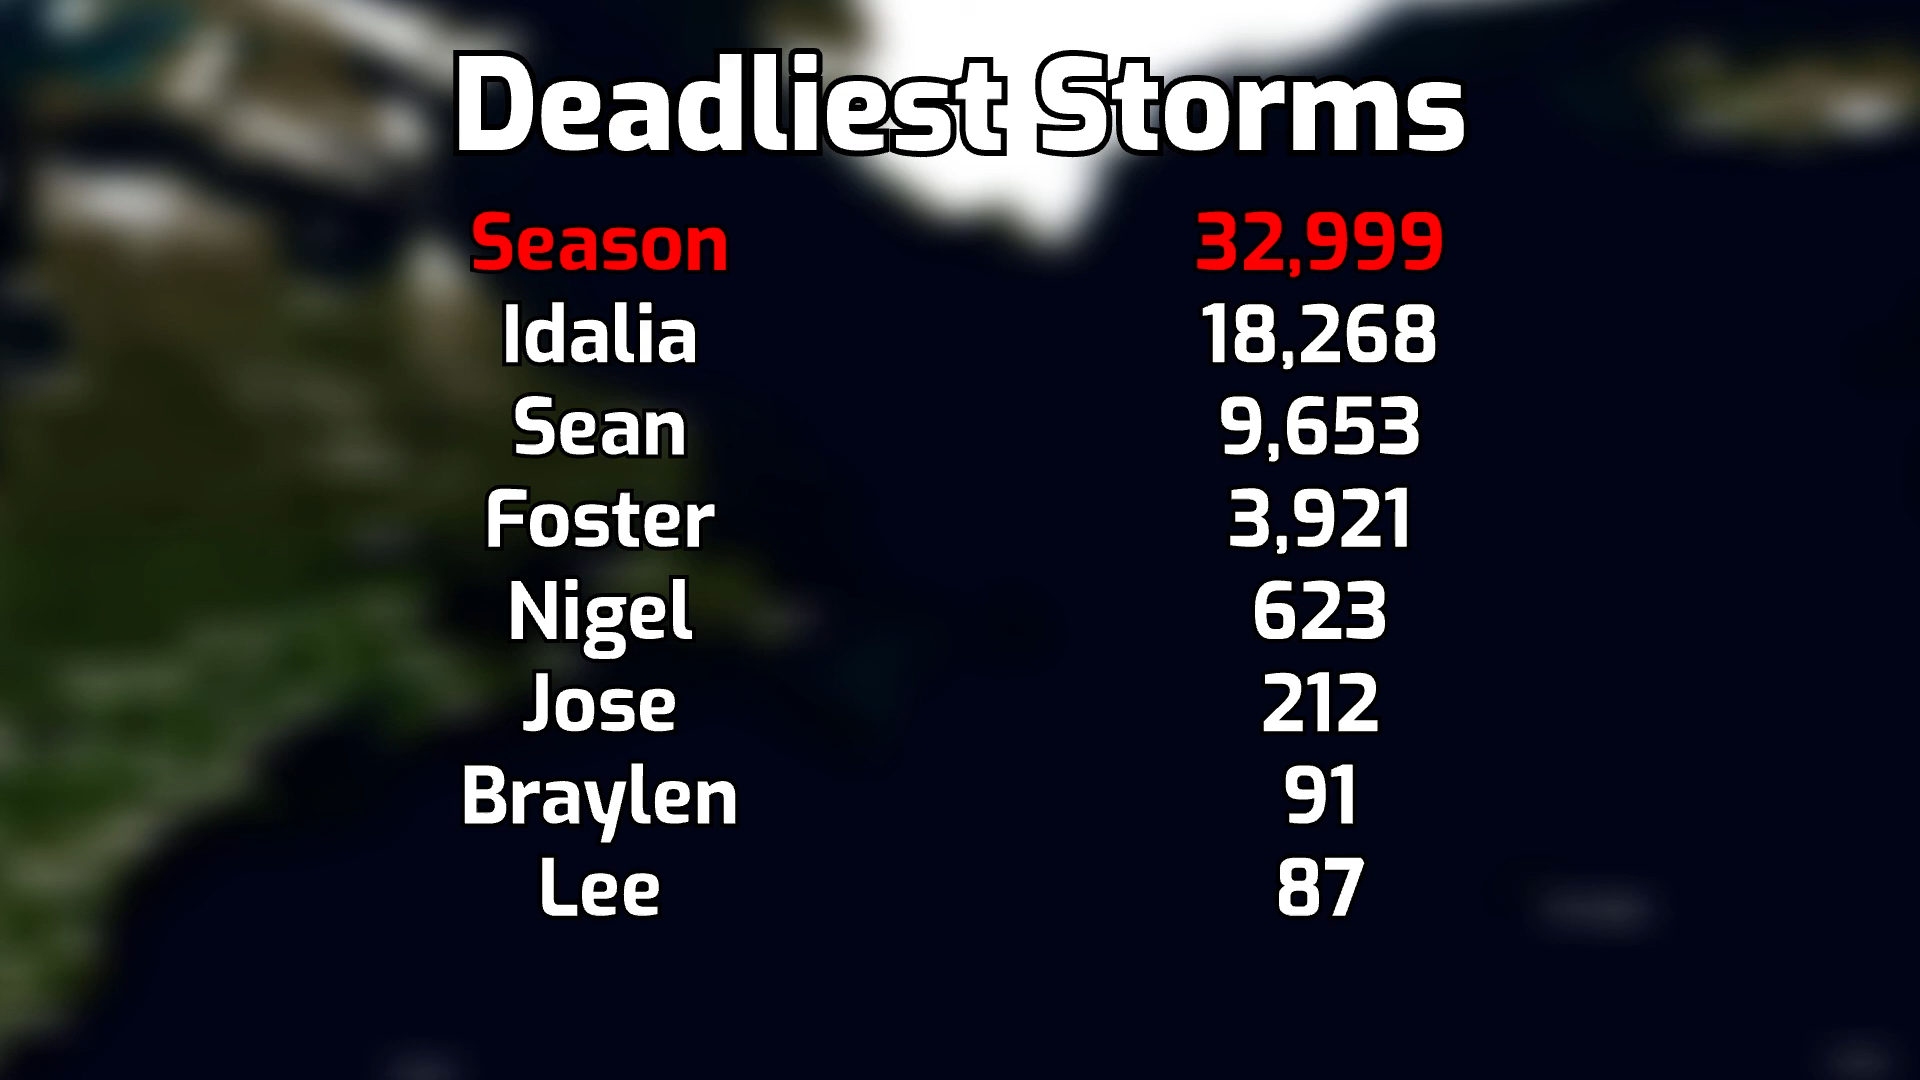 Deadliest Storms
Season 32,999
Idalia 18,268
Sean 9,653
Foster 3,921
Nigel 623
Jose 212
Braylen 91
Lee 87